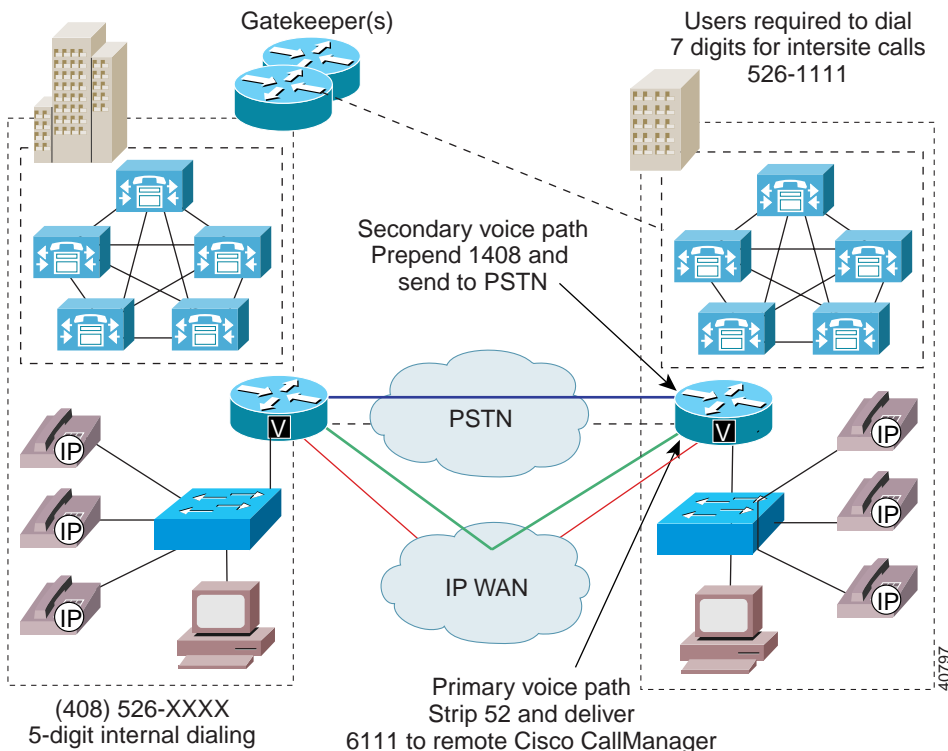 Gatekeeper(s)
Users required to dial
7 digits for intersite calls
526-1111
Secondary voice path
Prepend 1408 and
send to PSTN
PSTN
V
V
IP
IP
IP
IP
IP
IP
IP WAN
(408) 526-XXXX
5-digit internal dialing
Primary voice path
Strip 52 and deliver
6111 to remote Cisco CallManager
40797